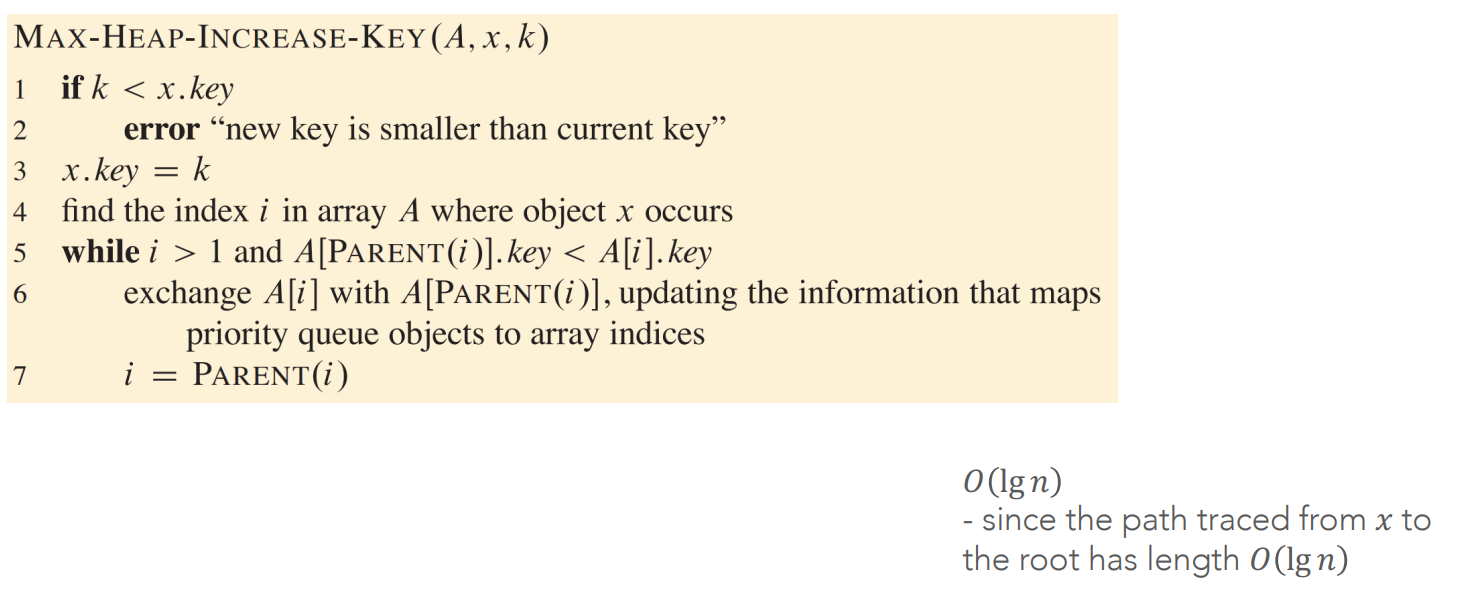 MAX-HEAP-INCREASE-KEY(A, x, k)
1 if k < x.key
2 error “new key is smaller than current key”
3 x.key = k
4 find the index i in array A where object x occurs
5 while i > 1 and A[PARENT(i)].key < A[i].key
6 exchange A[i] with A[PARENT(i)], updating the information that maps
priority queue objects to array indices
7 i = PARENT(i)
O(lg n)
- since the path traced from x to
the root has length O(lg n)